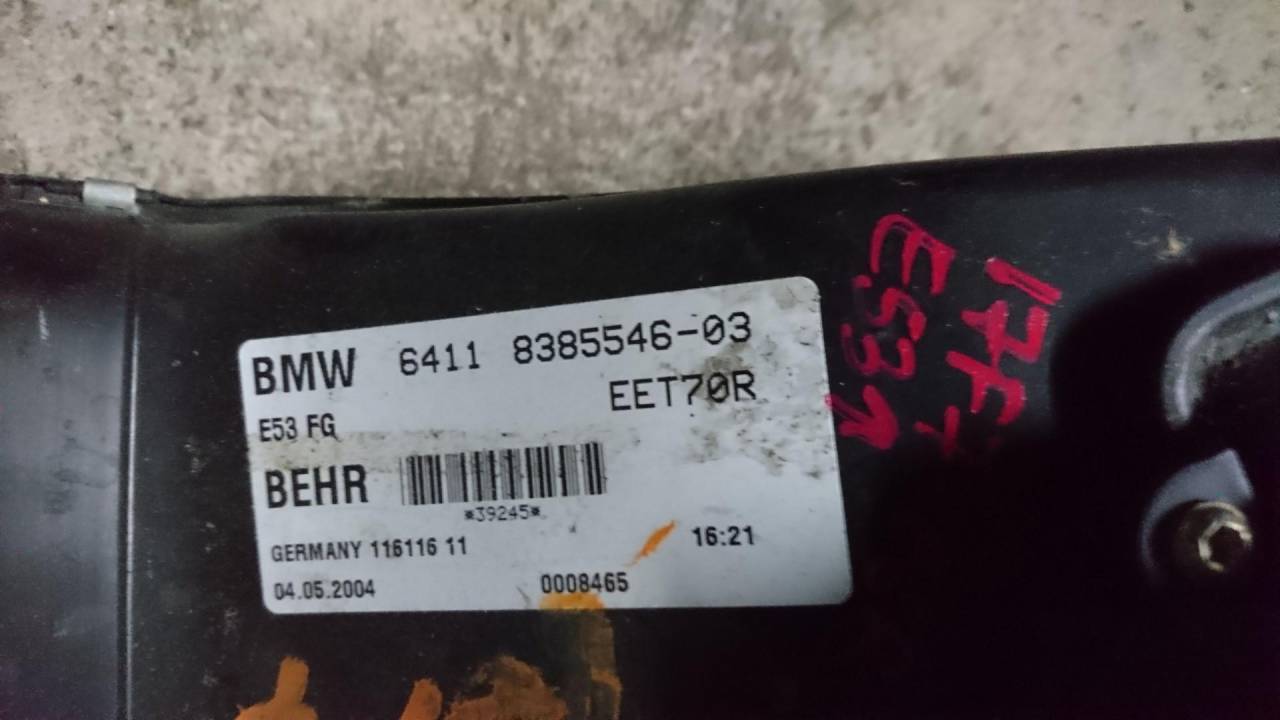 BMW 6411 8385546-03
EET70R
E53 FG
BEHR
*39245*
GERMANY 116116 11
16:21
04.05.2004 0008465
E53